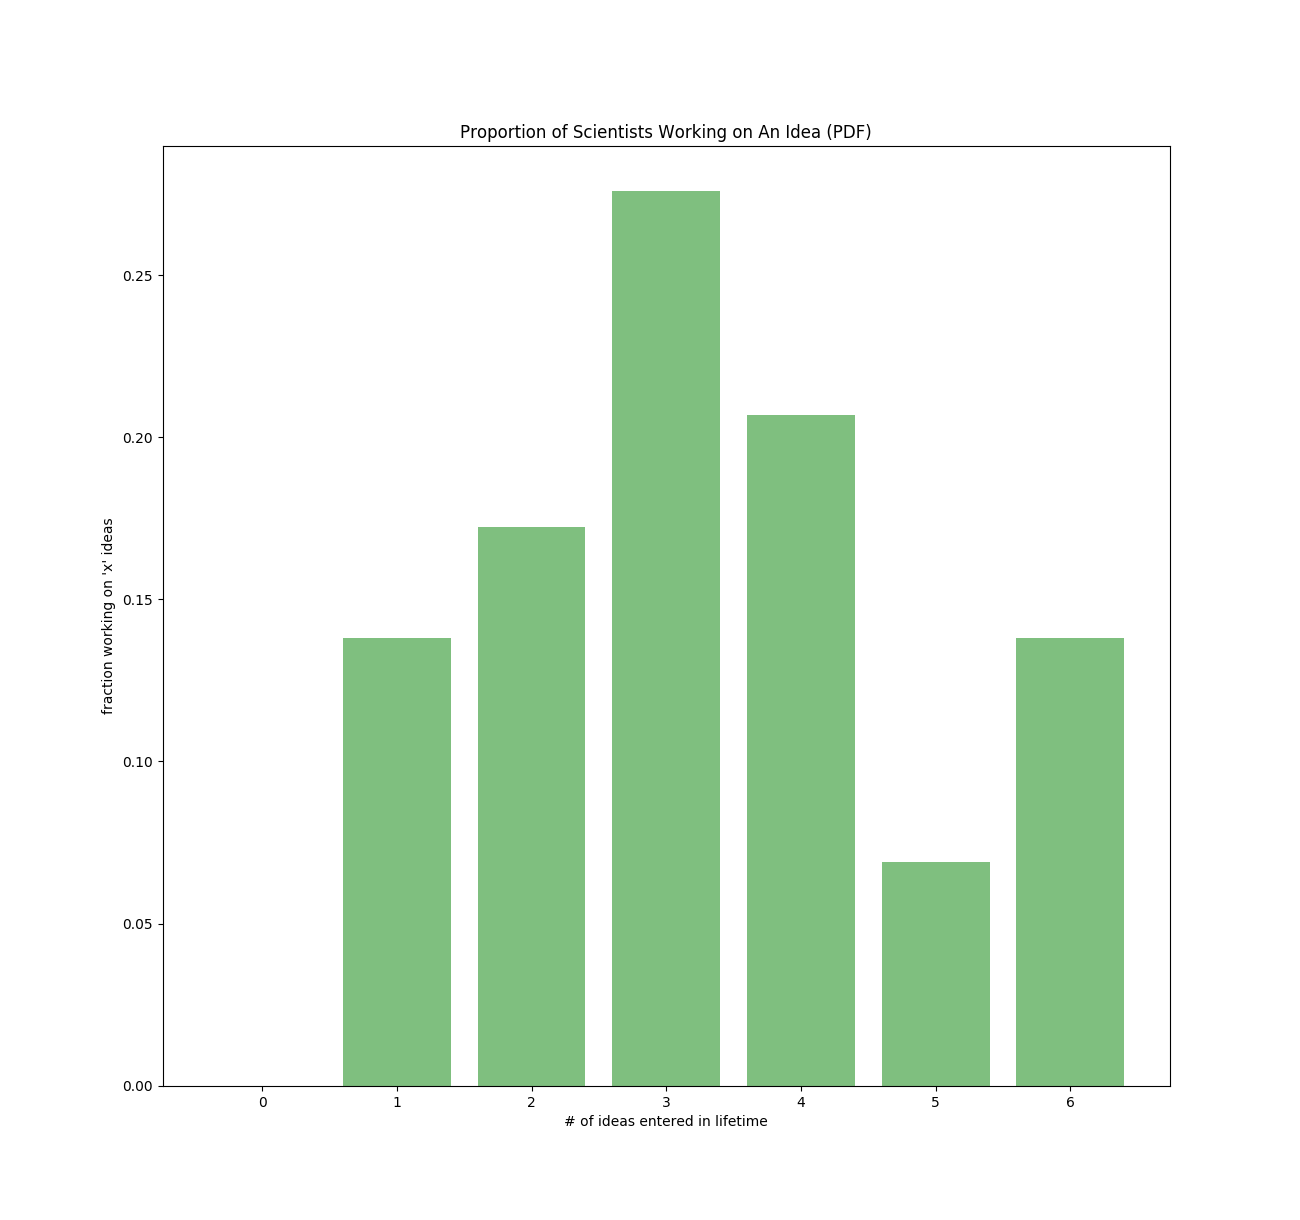 Proportion of Scientists Working on An Idea (PDF)
0.25
0.20
0.15
0.10
0.05
0.00
fraction working on 'x' ideas
0 1 2 3 4 5 6
# of ideas entered in lifetime